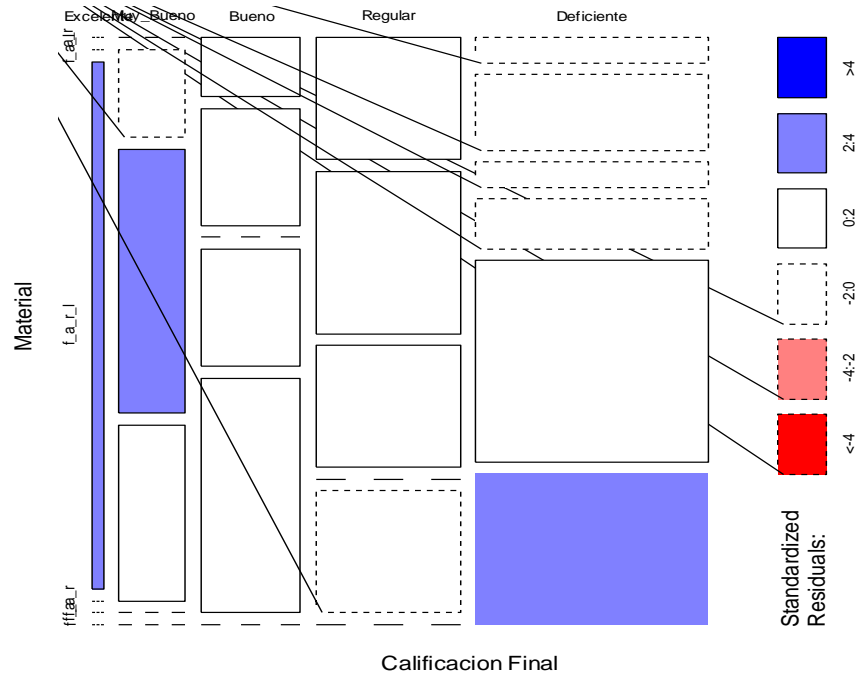 Muy_Bueno
Bueno
Regular
Deficiente
Material
f_a_r_l
Calificacion Final
Standardized
Residuals:
<-4
-4:-2
-2:0
0:2
2:4
>4